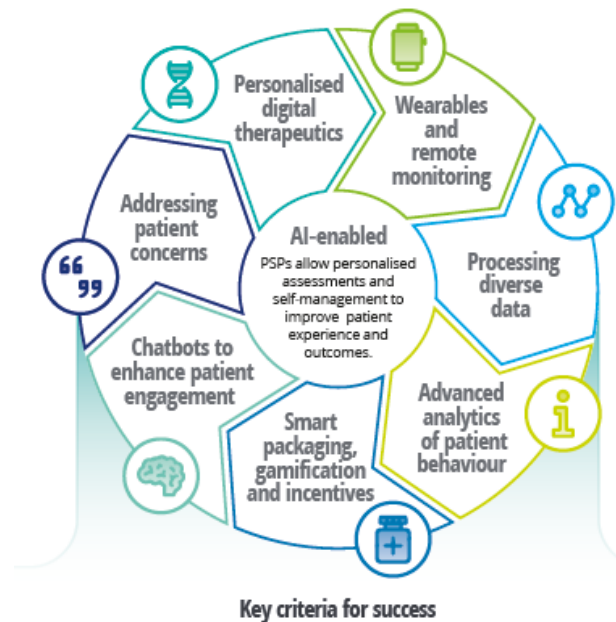 Personalised
digital
therapeutics
Wearables
and
remote
monitoring
Addressing
patient
concerns
AI-enabled
PSPs allow personalised
assessments and
self-management to
improve patient
experience and
outcomes.
Processing
diverse
data
Chatbots to
enhance patient
engagement
Advanced
analytics
of patient
behaviour
Smart
packaging,
gamification
and incentives
Key criteria for success